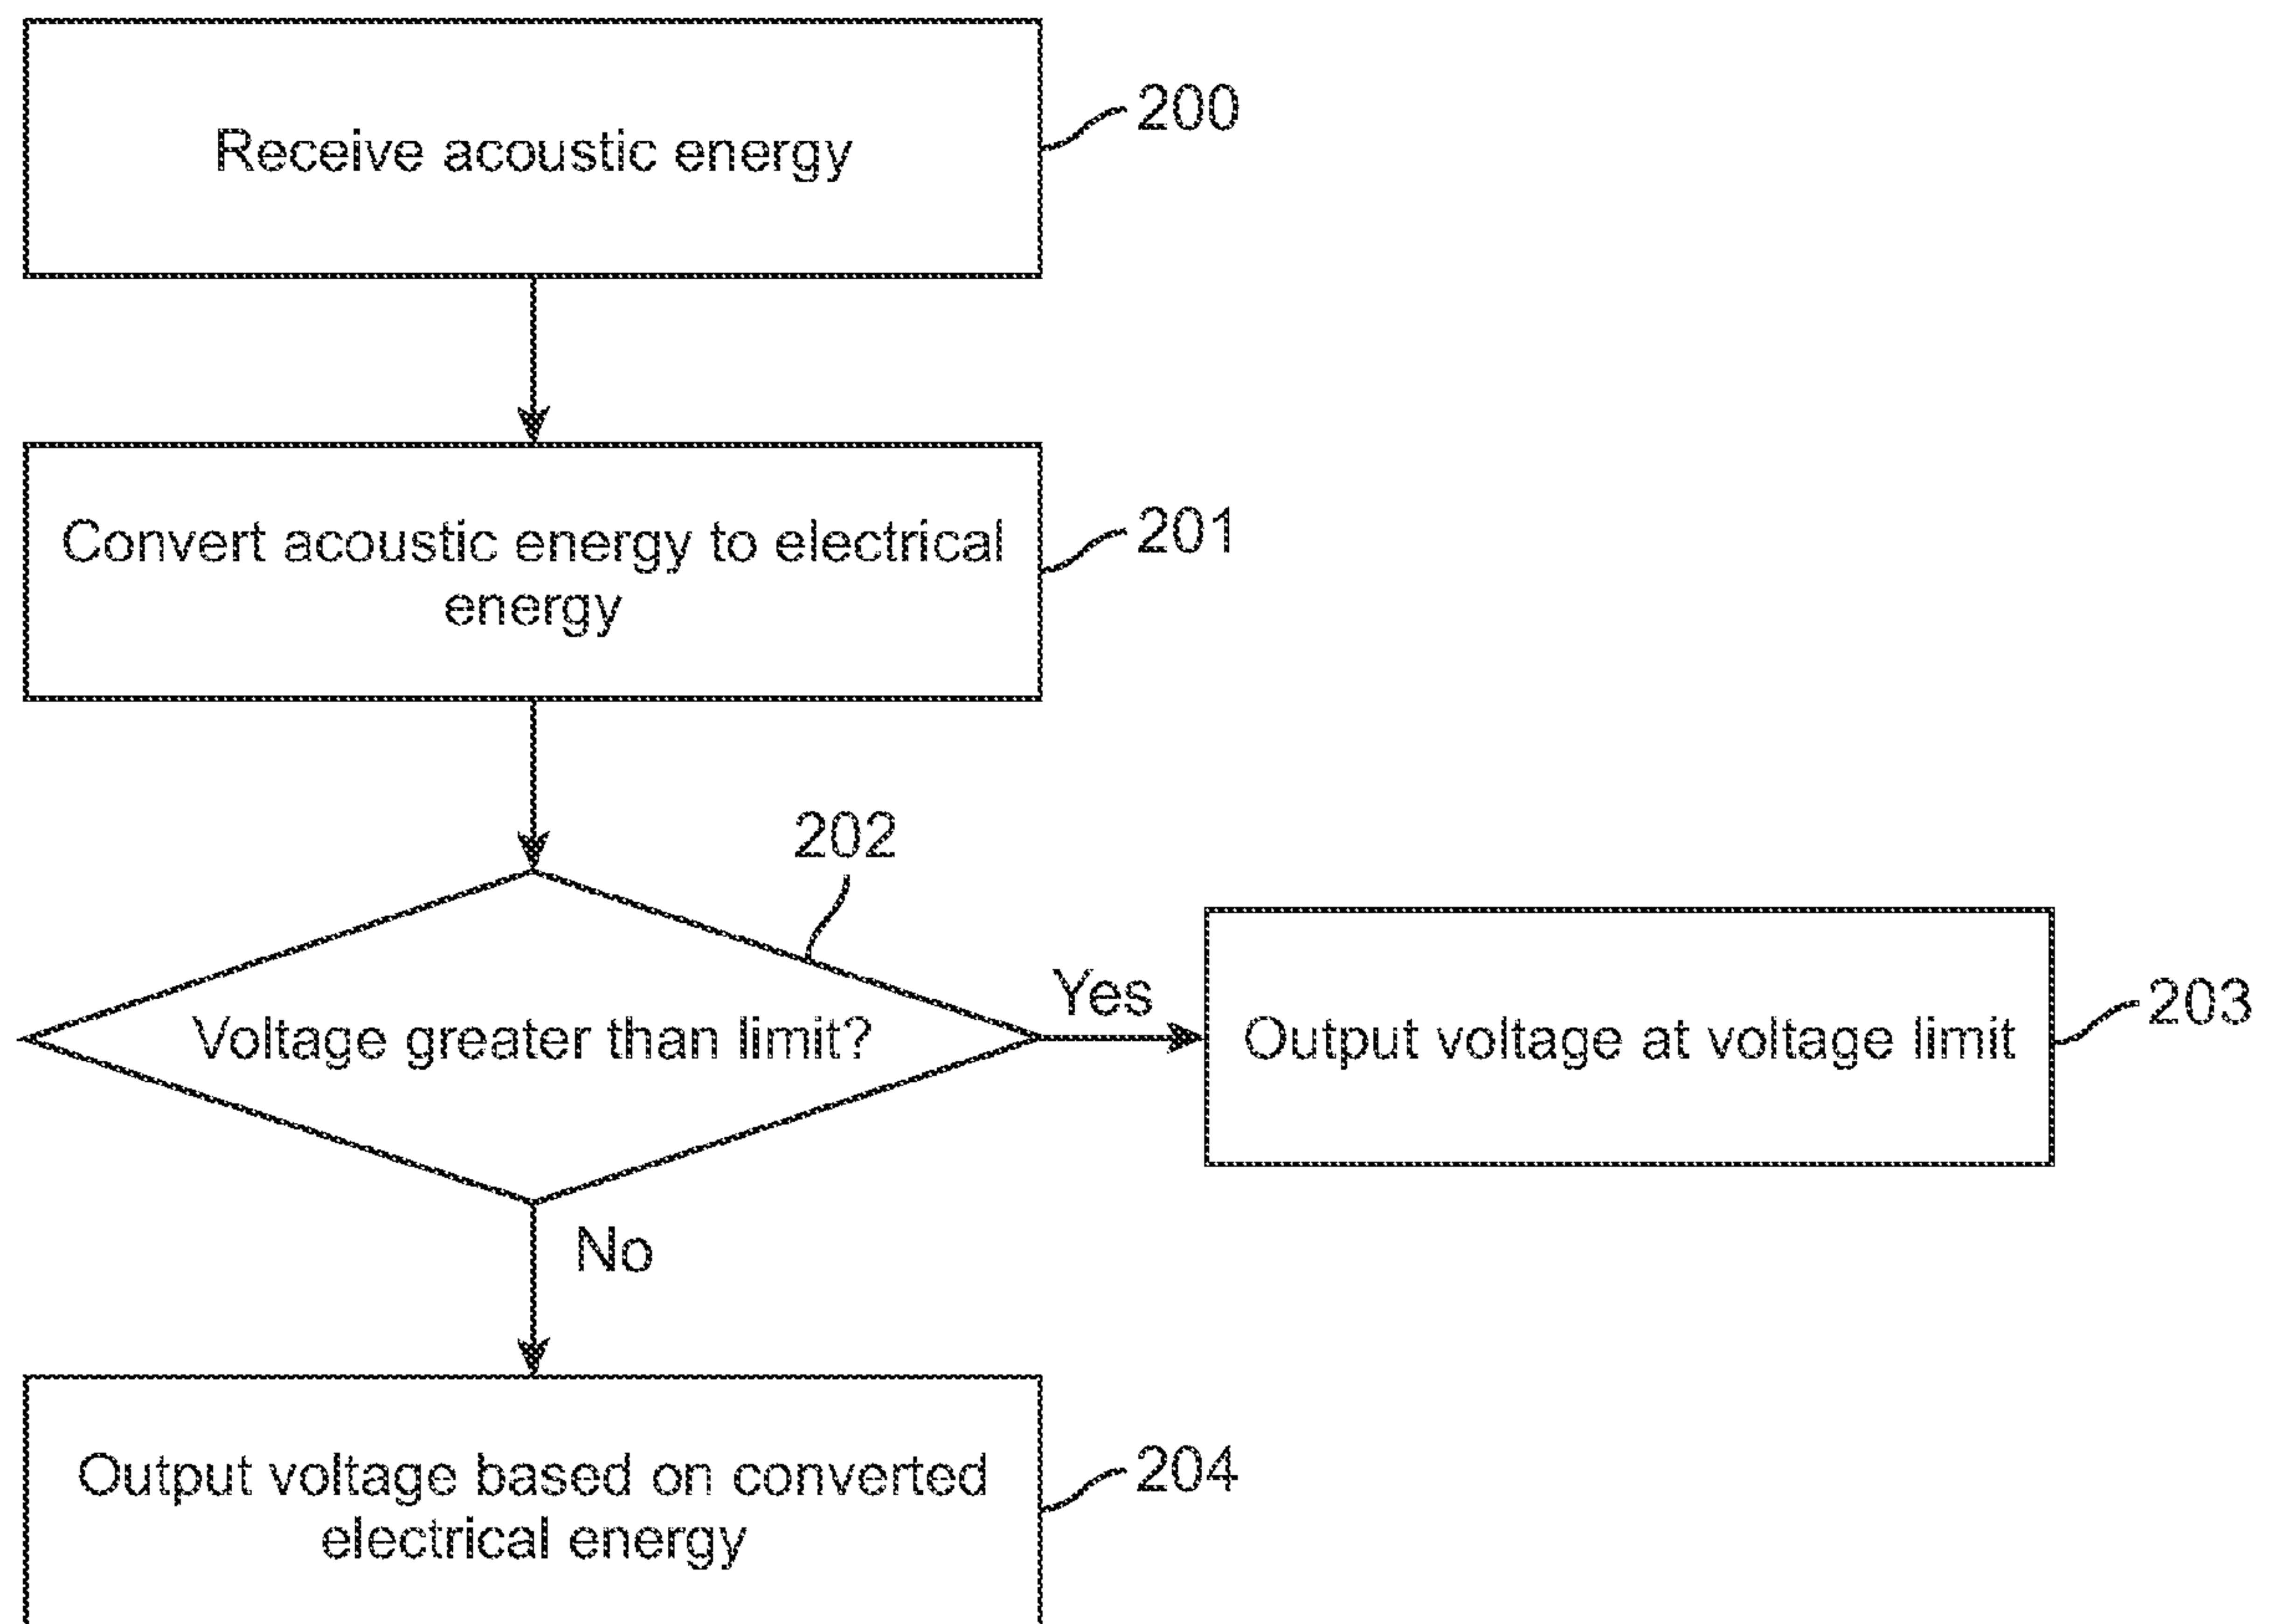 Receive acoustic energy
200
Convert acoustic energy to electrical
energy
201
202
Voltage greater than limit?
Yes
Output voltage at voltage limit
203
No
Output voltage based on converted
electrical energy
204